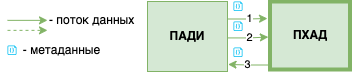 - поток данных
- метаданные
ПАДИ
1
2
3
ПХАД